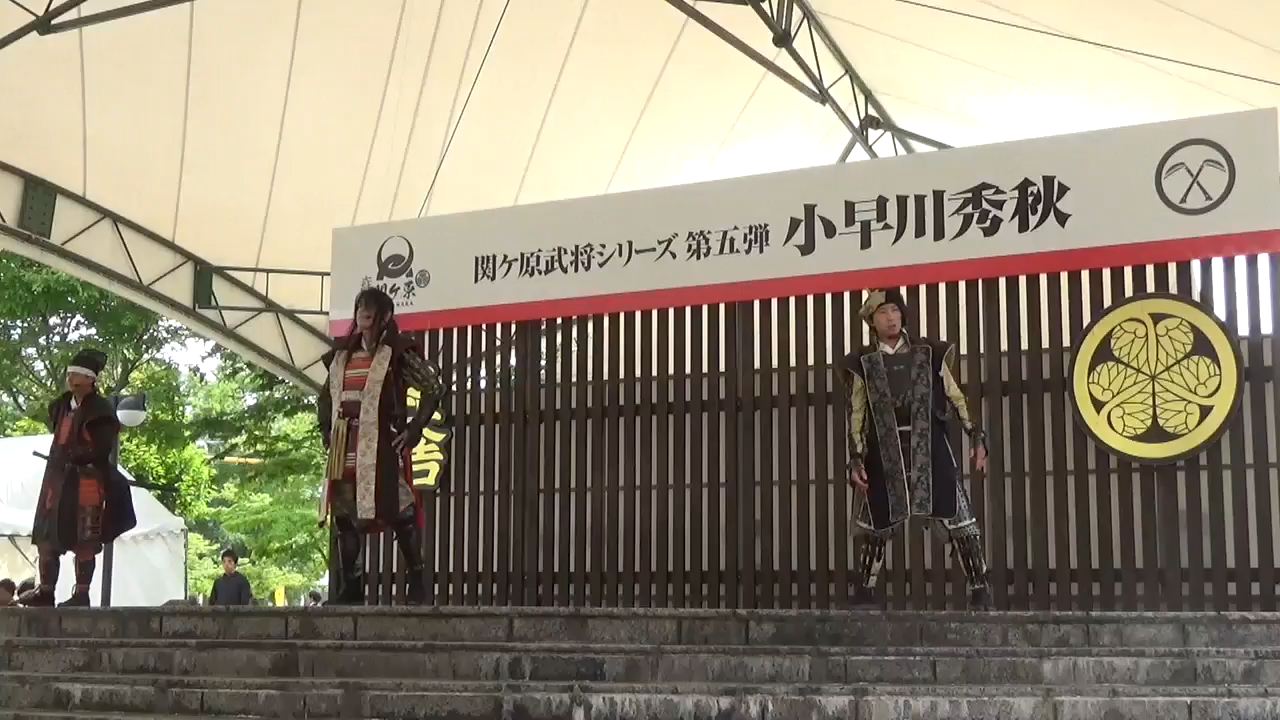 関ケ原武将シリーズ 第五弾 小早川秀秋